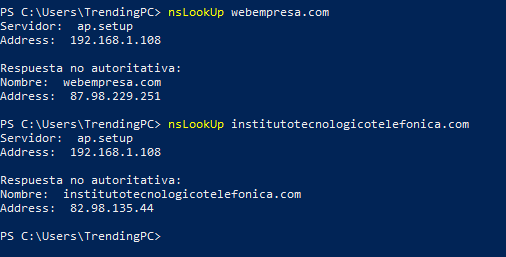 PS C:\Users\TrendingPC> nsLookUp webempresa.com
Servidor:  ap.setup
Address:  192.168.1.108

Respuesta no autoritativa:
Nombre:  webempresa.com
Address:  87.98.229.251

PS C:\Users\TrendingPC> nsLookUp institutotecnologicotelefonica.com
Servidor:  ap.setup
Address:  192.168.1.108

Respuesta no autoritativa:
Nombre:  institutotecnologicotelefonica.com
Address:  82.98.135.44

PS C:\Users\TrendingPC>